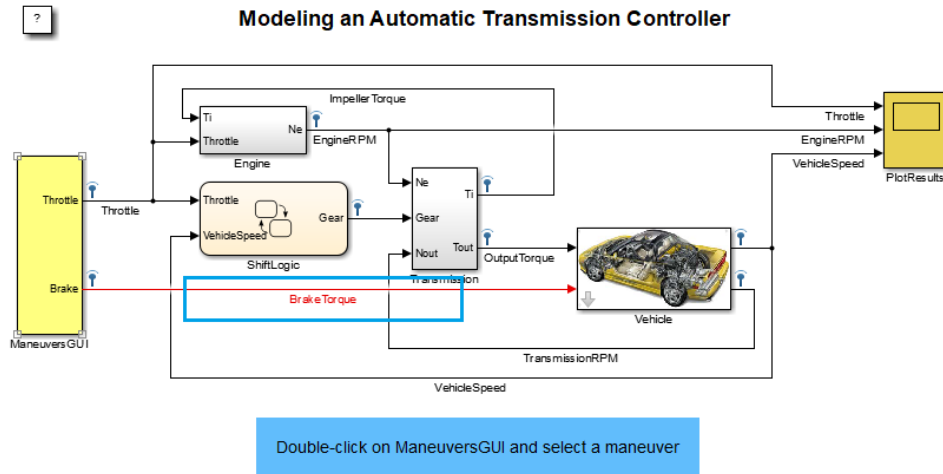 ?
Modeling an Automatic Transmission Controller
ImpellerTorque
Ti
Throttle
Ne
EngineRPM
Engine
Throttle
EngineRPM
VehicleSpeed
PlotResults
Throttle
Throttle
Brake
ManeuversGUI
Throttle
VehicleSpeed
Gear
ShiftLogic
Ne
Gear
Nout
Ti
Tout
Transmission
OutputTorque
BrakeTorque
Vehicle
TransmissionRPM
VehicleSpeed
Double-click on ManeuversGUI and select a maneuver